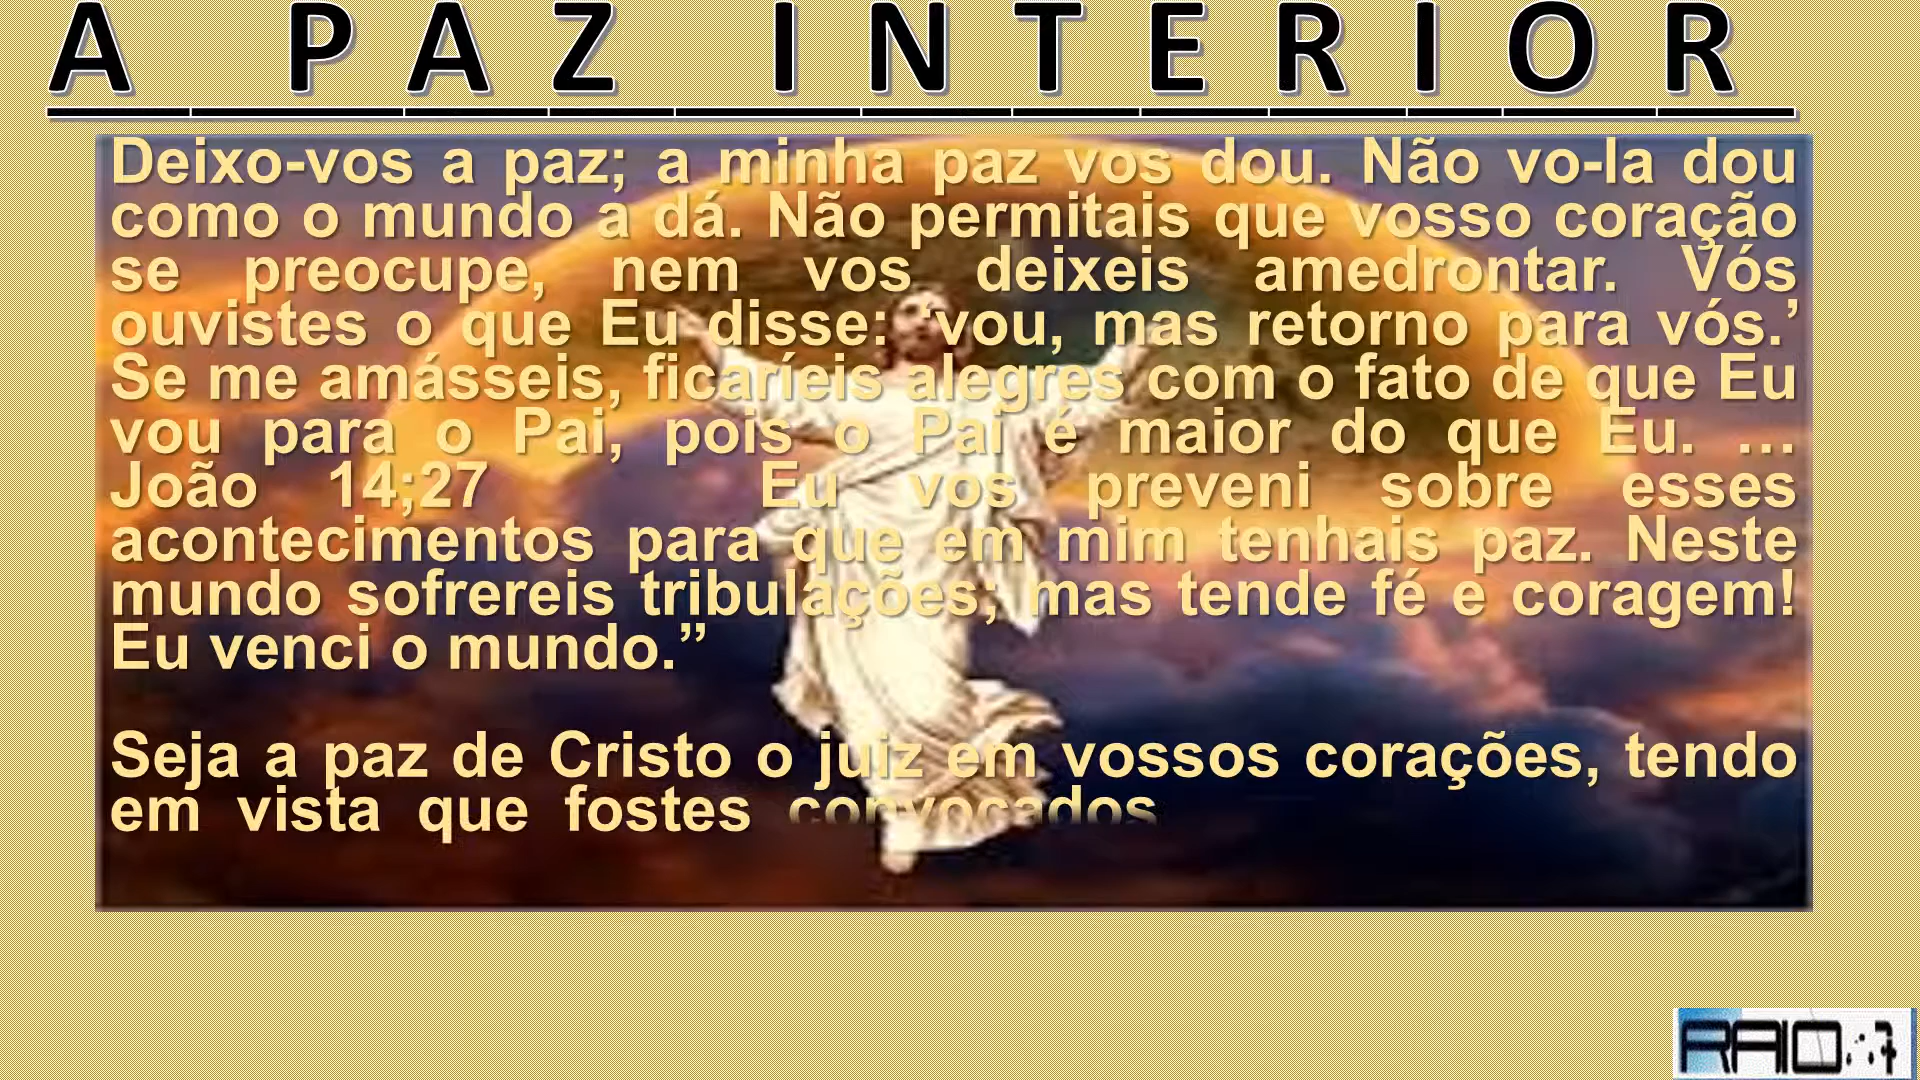 A PAZ INTERIOR
Deixo-vos a paz; a minha paz vos dou. Não vo-la dou
como o mundo a dá. Não permitais que vosso coração
se preocupe, nem vos deixeis amedrontar. Vós
ouvistes o que Eu disse: ‘vou, mas retorno para vós.’
Se me amásseis, ficaríeis alegres com o fato de que Eu
vou para o Pai, pois o Pai é maior do que Eu. …
João 14;27 Eu vos preveni sobre esses
acontecimentos para que em mim tenhais paz. Neste
mundo sofrereis tribulações; mas tende fé e coragem!
Eu venci o mundo.”
Seja a paz de Cristo o juiz em vossos corações, tendo
em vista que fostes convocados
RAIO